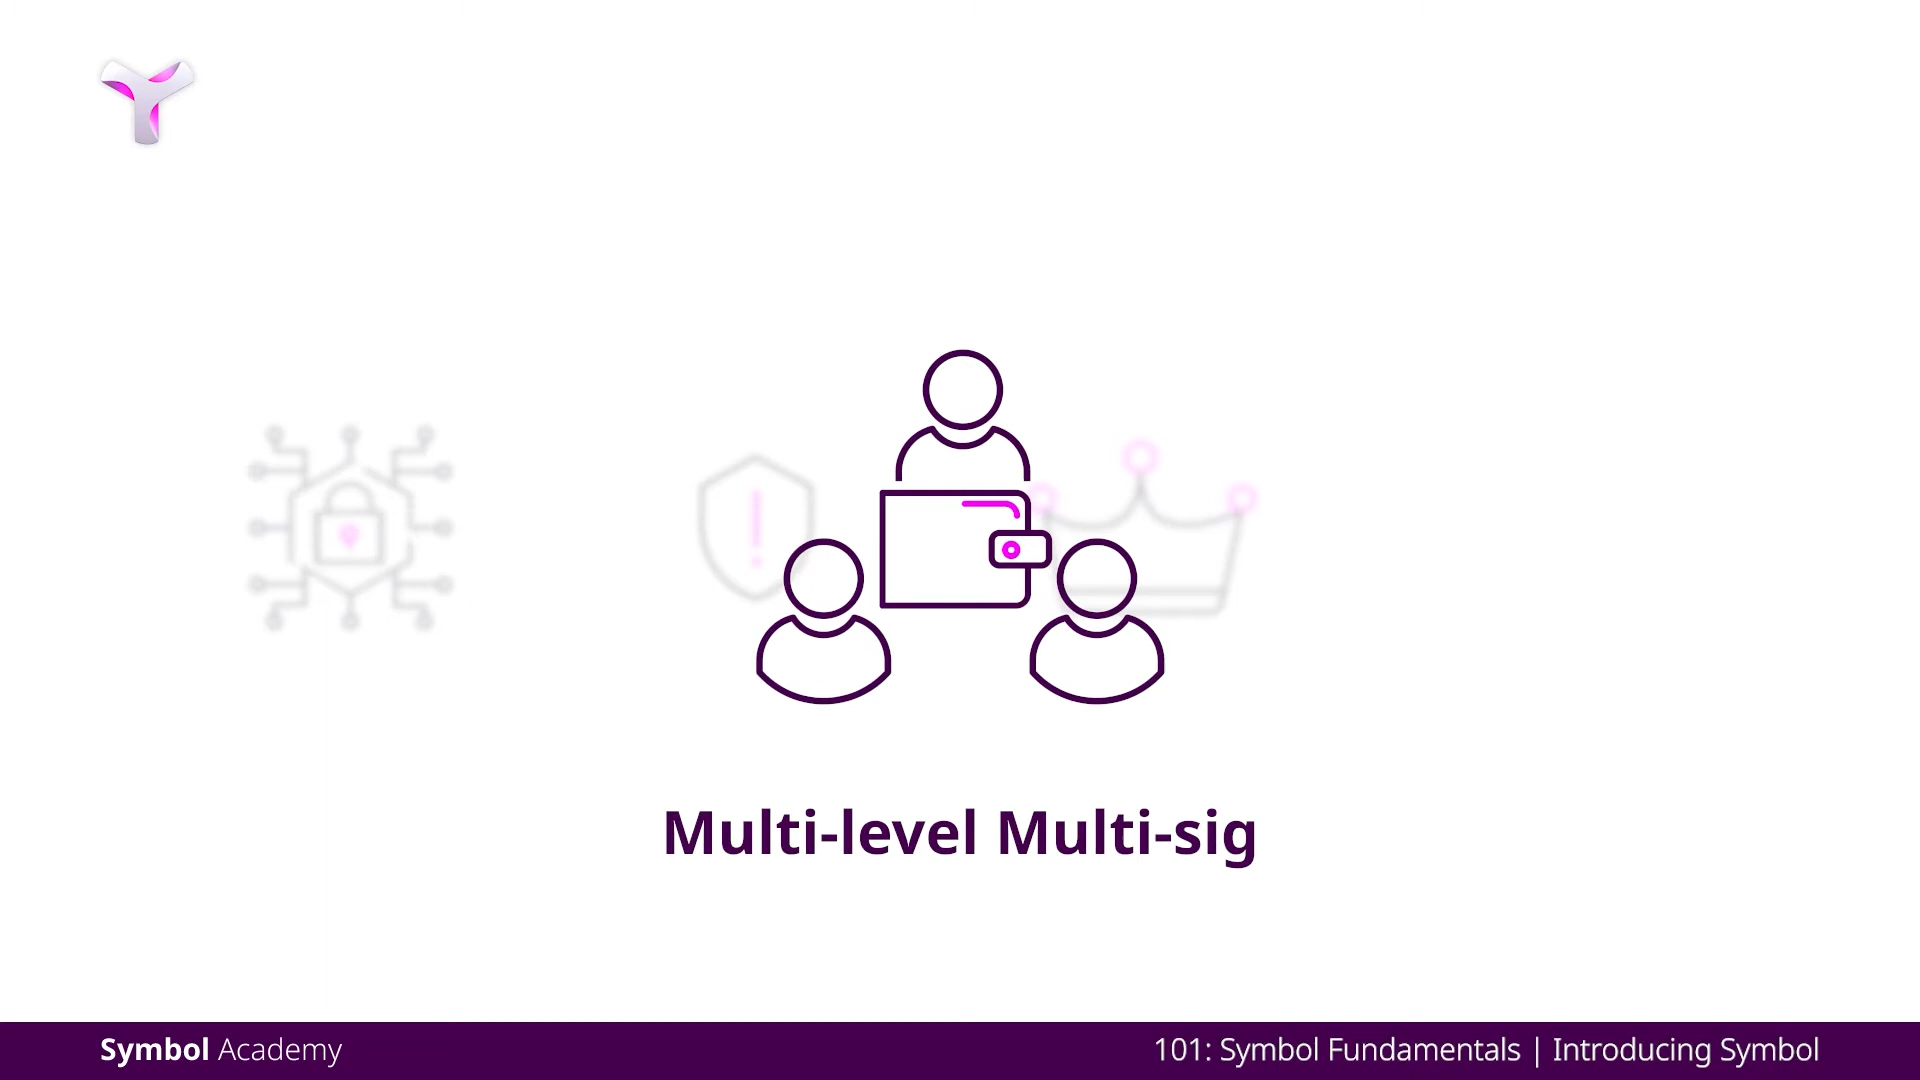 Multi-level Multi-sig
Symbol Academy
101: Symbol Fundamentals | Introducing Symbol